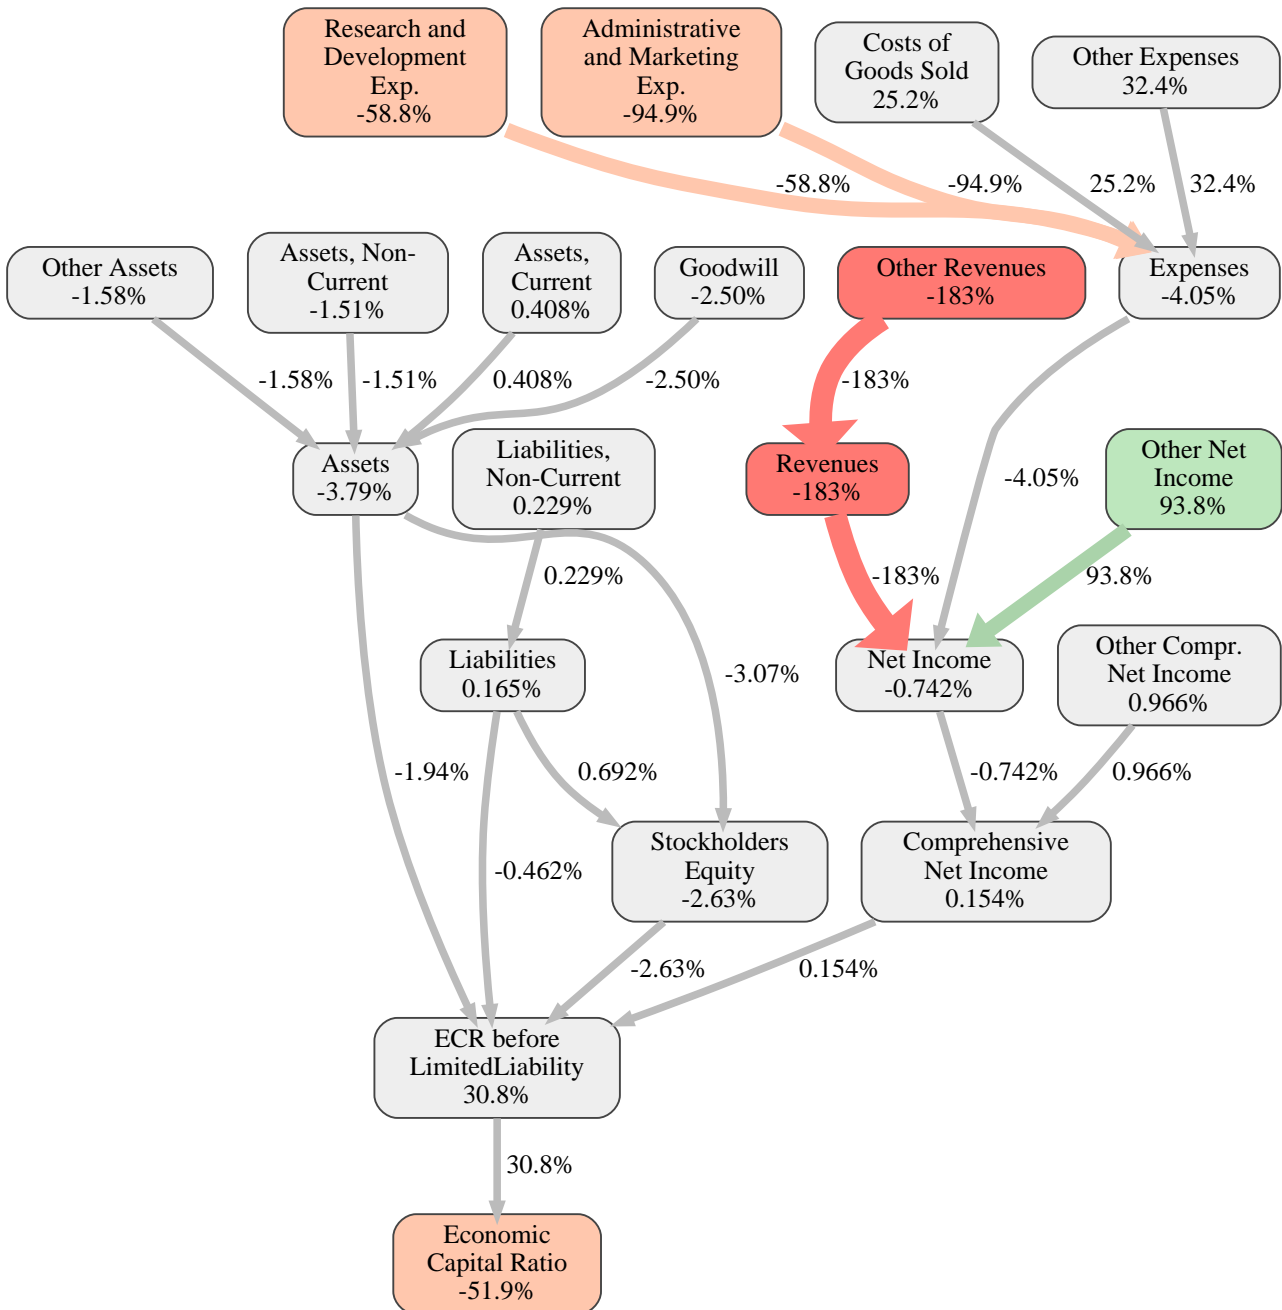 Research and
Development
Exp.
-58.8%
Administrative
and Marketing
Exp.
-94.9%
Costs of
Goods Sold
25.2%
Other Expenses
32.4%
-58.8%
-94.9%
25.2%
32.4%
Other Assets
-1.58%
Assets, Non-
Current
-1.51%
Assets,
Current
0.408%
Goodwill
-2.50%
Other Revenues
-183%
Expenses
-4.05%
-1.58%
-1.51%
0.408%
-2.50%
-183%
-4.05%
Assets
-3.79%
Liabilities,
Non-Current
0.229%
Revenues
-183%
Other Net
Income
93.8%
0.229%
-183%
93.8%
Liabilities
0.165%
-3.07%
Net Income
-0.742%
Other Compr.
Net Income
0.966%
-1.94%
0.692%
-0.742%
0.966%
-0.462%
Stockholders
Equity
-2.63%
Comprehensive
Net Income
0.154%
-2.63%
0.154%
ECR before
LimitedLiability
30.8%
30.8%
Economic
Capital Ratio
-51.9%